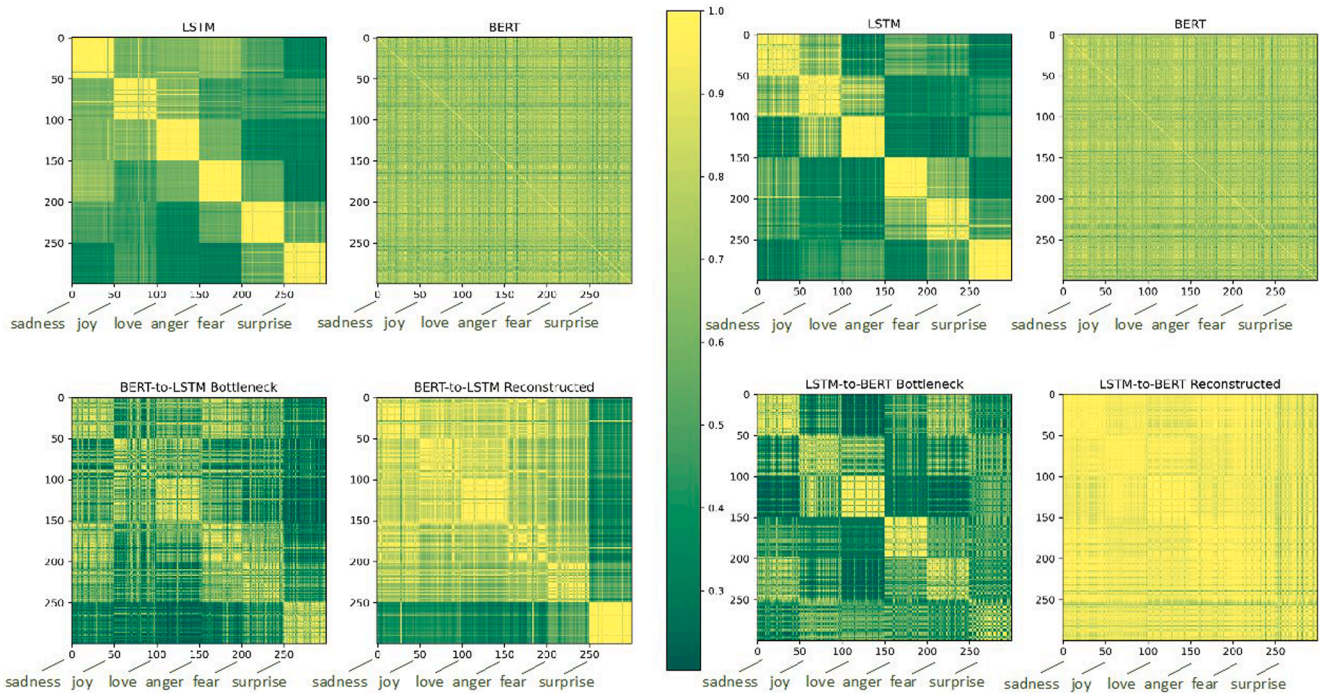 LSTM
BERT
0
50
100
150
200
250
0 50 100 150 200 250
sadness joy love anger fear surprise
0
50
100
150
200
250
0 50 100 150 200 250
sadness joy love anger fear surprise
BERT-to-LSTM Bottleneck
BERT-to-LSTM Reconstructed
0
50
100
150
200
250
0 50 100 150 200 250
sadness joy love anger fear surprise
0
50
100
150
200
250
0 50 100 150 200 250
sadness joy love anger fear surprise
1.0
0.9
0.8
0.7
0.6
0.5
0.4
0.3
LSTM
BERT
0
50
100
150
200
250
0 50 100 150 200 250
sadness joy love anger fear surprise
0
50
100
150
200
250
0 50 100 150 200 250
sadness joy love anger fear surprise
LSTM-to-BERT Bottleneck
LSTM-to-BERT Reconstructed
0
50
100
150
200
250
0 50 100 150 200 250
sadness joy love anger fear surprise
0
50
100
150
200
250
0 50 100 150 200 250
sadness joy love anger fear surprise